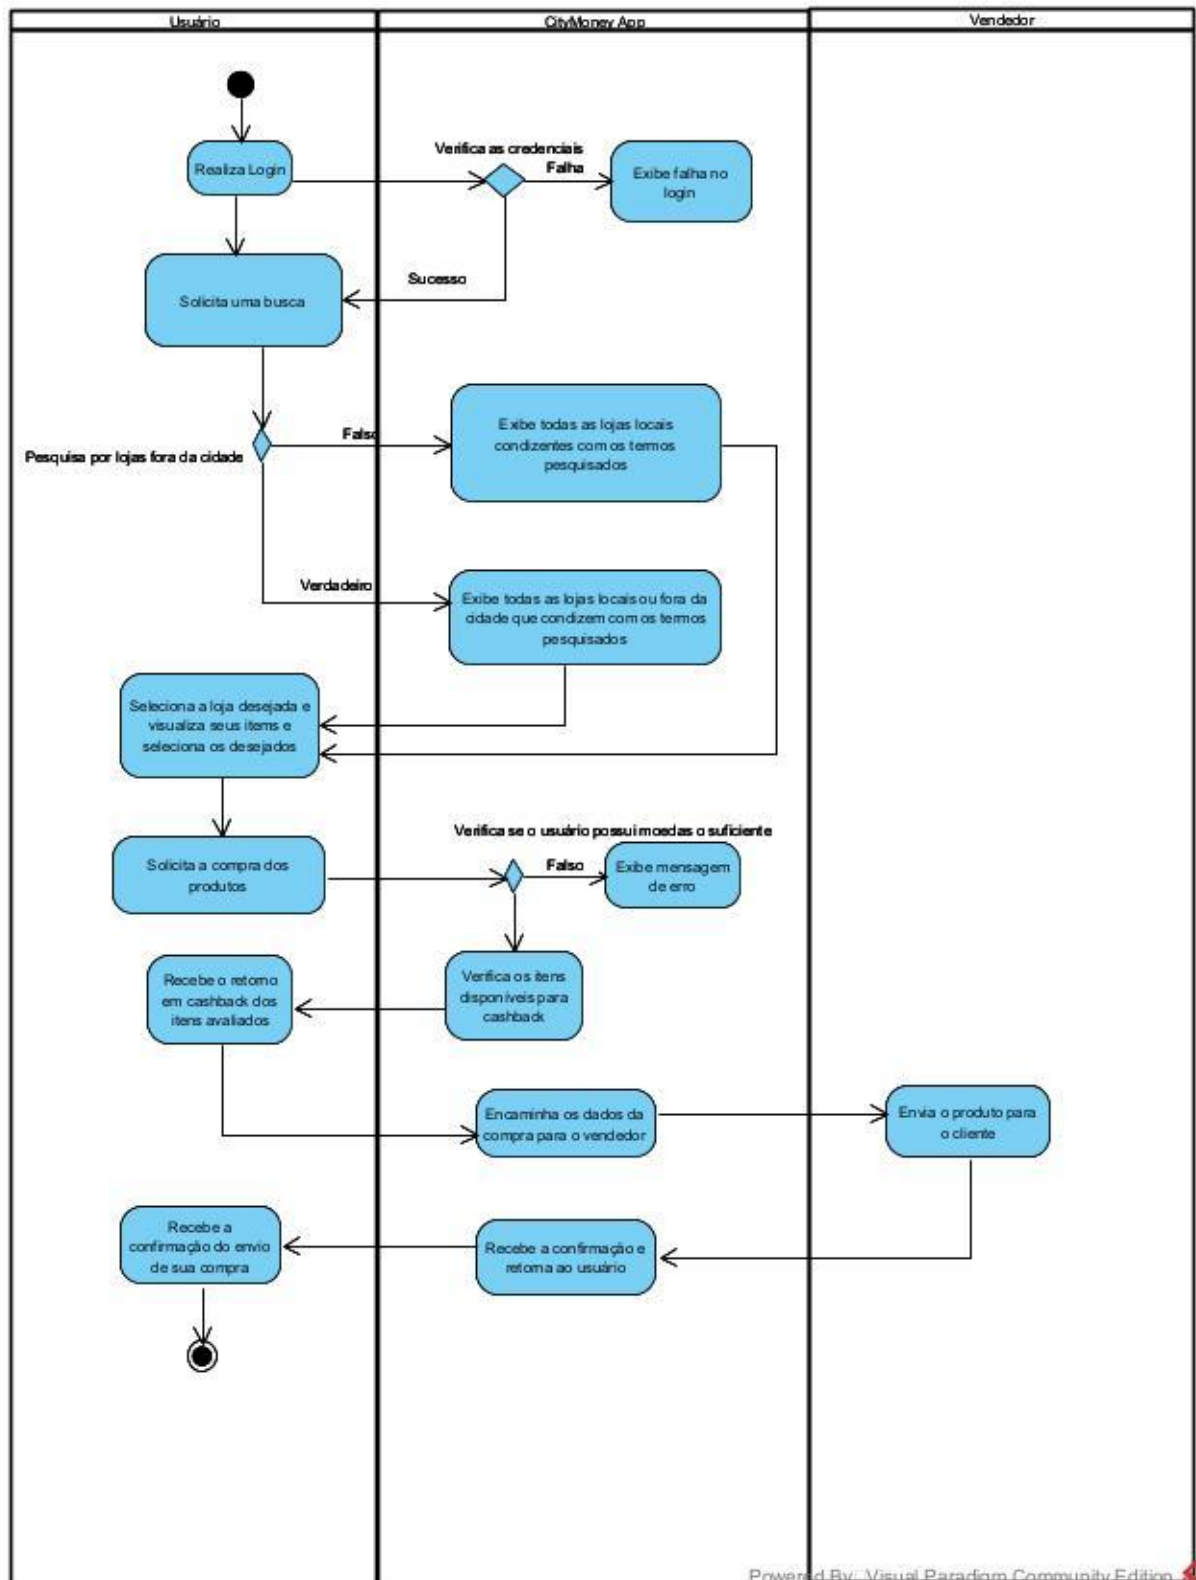 Usuário
CityMoney App
Vendedor
Realiza Login
Verifica as credenciais
Falha
Exibe falha no
login
Solicita uma busca
Sucesso
Pesquisa por lojas fora da cidade
Falso
Exibe todas as lojas locais
condizentes com os termos
pesquisados
Verdadeiro
Exibe todas as lojas locais ou fora da
cidade que condizem com os termos
pesquisados
Seleciona a loja desejada e
visualiza seus items e
seleciona os desejados
Solicita a compra dos
produtos
Verifica se o usuário possui moedas o suficiente
Falso
Exibe mensagem
de erro
Verifica os itens
disponíveis para
cashback
Recebe o retorno
em cashback dos
itens avaliados
Encaminha os dados da
compra para o vendedor
Envia o produto para
o cliente
Recebe a confirmação e
retorna ao usuário
Recebe a
confirmação do envio
de sua compra
Powered By Visual Paradigm Community Edition